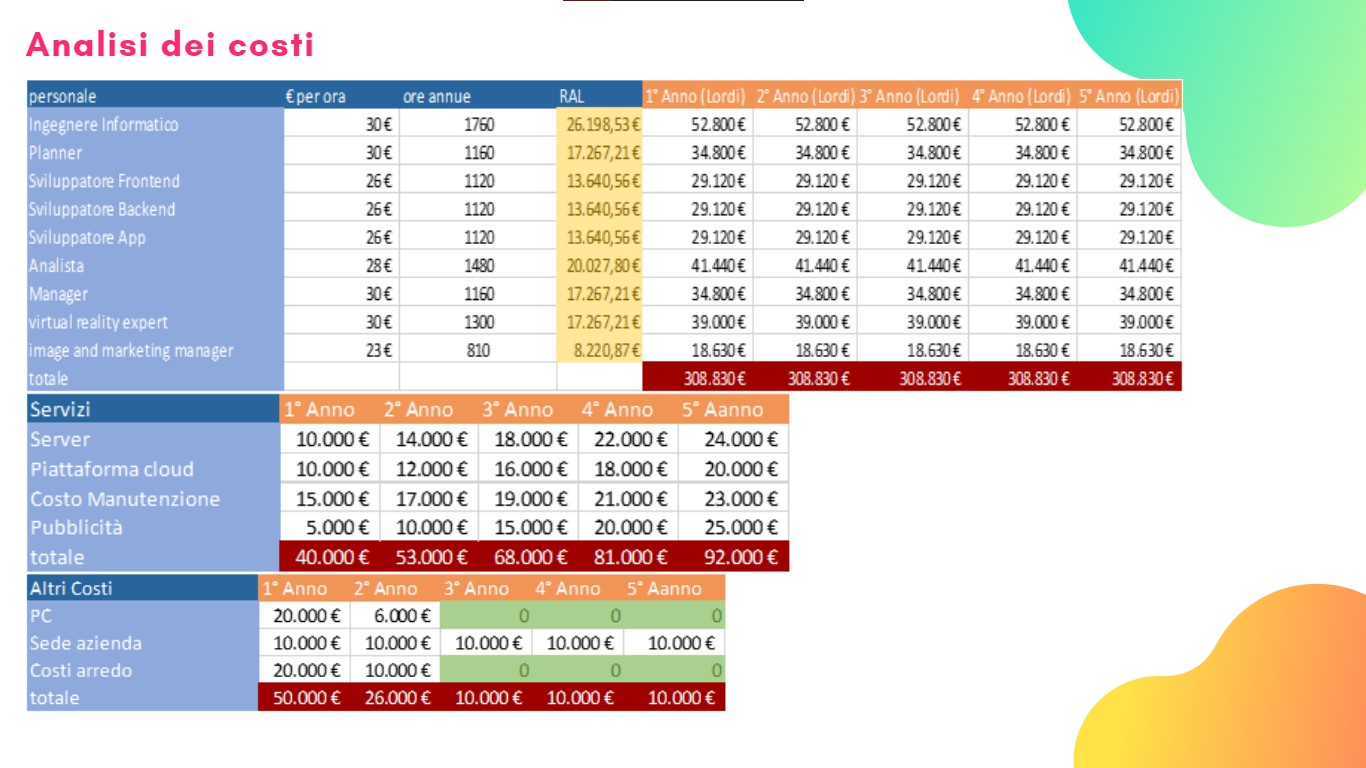 Analisi dei costi
personale € per ora ore annue RAL 1° Anno (Lordi) 2° Anno (Lordi) 3° Anno (Lordi) 4° Anno (Lordi) 5° Anno (Lordi)
Ingegnere Informatico 30 € 1760 26.198,53 € 52.800 € 52.800 € 52.800 € 52.800 € 52.800 €
Planner 30 € 1160 17.267,21 € 34.800 € 34.800 € 34.800 € 34.800 € 34.800 €
Sviluppatore Frontend 26 € 1120 13.640,56 € 29.120 € 29.120 € 29.120 € 29.120 € 29.120 €
Sviluppatore Backend 26 € 1120 13.640,56 € 29.120 € 29.120 € 29.120 € 29.120 € 29.120 €
Sviluppatore App 26 € 1120 13.640,56 € 29.120 € 29.120 € 29.120 € 29.120 € 29.120 €
Analista 28 € 1480 20.027,80 € 41.440 € 41.440 € 41.440 € 41.440 € 41.440 €
Manager 30 € 1160 17.267,21 € 34.800 € 34.800 € 34.800 € 34.800 € 34.800 €
virtual reality expert 30 € 1300 17.267,21 € 39.000 € 39.000 € 39.000 € 39.000 € 39.000 €
image and marketing manager 23 € 810 8.220,87 € 18.630 € 18.630 € 18.630 € 18.630 € 18.630 €
totale 308.830 € 308.830 € 308.830 € 308.830 € 308.830 €
Servizi 1° Anno 2° Anno 3° Anno 4° Anno 5° Aanno
Server 10.000 € 14.000 € 18.000 € 22.000 € 24.000 €
Piattaforma cloud 10.000 € 12.000 € 16.000 € 18.000 € 20.000 €
Costo Manutenzione 15.000 € 17.000 € 19.000 € 21.000 € 23.000 €
Pubblicità 5.000 € 10.000 € 15.000 € 20.000 € 25.000 €
totale 40.000 € 53.000 € 68.000 € 81.000 € 92.000 €
Altri Costi 1° Anno 2° Anno 3° Anno 4° Anno 5° Aanno
PC 20.000 € 6.000 € 0 0 0
Sede azienda 10.000 € 10.000 € 10.000 € 10.000 € 10.000 €
Costi arredo 20.000 € 10.000 € 0 0 0
totale 50.000 € 26.000 € 10.000 € 10.000 € 10.000 €